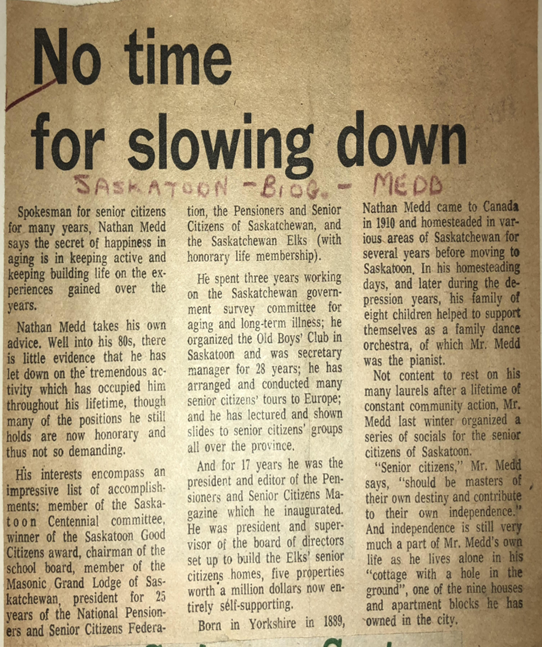 No time
for slowing down
SASKATOON - BIOG. - MEDD
Spokesman for senior citizens
for many years, Nathan Medd
says the secret of happiness in
aging is in keeping active and
keeping building life on the ex-
periences gained over the
years.
Nathan Medd takes his own
advice. Well into his 80s, there
is little evidence that he has
let down on the tremendous ac-
tivity which has occupied him
throughout his lifetime, though
many of the positions he still
holds are now honorary and
thus not so demanding.
His interests encompass an
impressive list of accomplish-
ments: member of the Saska-
toon Centennial committee,
winner of the Saskatoon Good
Citizens award, chairman of the
school board, member of the
Masonic Grand Lodge of Sas-
katchewan, president for 25
years of the National Pension-
ers and Senior Citizens Federa-
tion, the Pensioners and Senior
Citizens of Saskatchewan, and
the Saskatchewan Elks (with
honorary life membership).
He spent three years working
on the Saskatchewan govern-
ment survey committee for
aging and long-term illness; he
organized the Old Boys' Club in
Saskatoon and was secretary
manager for 28 years; he has
arranged and conducted many
senior citizens' tours to Europe;
and he has lectured and shown
slides to senior citizens' groups
all over the province.
And for 17 years he was the
president and editor of the Pen-
sioners and Senior Citizens Ma-
gazine which he inaugurated.
He was president and super-
visor of the board of directors
set up to build the Elks' senior
citizens homes, five properties
worth a million dollars now en-
tirely self-supporting.
Born in Yorkshire in 1889,
Nathan Medd came to Canada
in 1910 and homesteaded in var-
ious areas of Saskatchewan for
several years before moving to
Saskatoon. In his homesteading
days, and later during the de-
pression years, his family of
eight children helped to support
themselves as a family dance
orchestra, of which Mr. Medd
was the pianist.
Not content to rest on his
many laurels after a lifetime of
constant community action, Mr.
Medd last winter organized a
series of socials for the senior
citizens of Saskatoon.
"Senior citizens," Mr. Medd
says, "should be masters of
their own destiny and contribute
to their own independence."
And independence is still very
much a part of Mr. Medd's own
life as he lives alone in his
"cottage with a hole in the
ground", one of the nine houses
and apartment blocks he has
owned in the city.